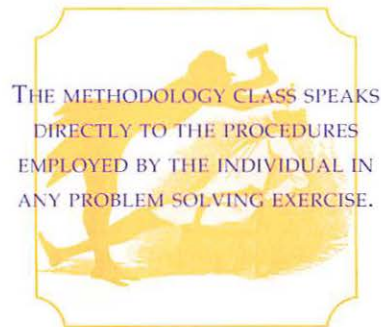 THE METHODOLOGY CLASS SPEAKS
DIRECTLY TO THE PROCEDURES
EMPLOYED BY THE INDIVIDUAL IN
ANY PROBLEM SOLVING EXERCISE.